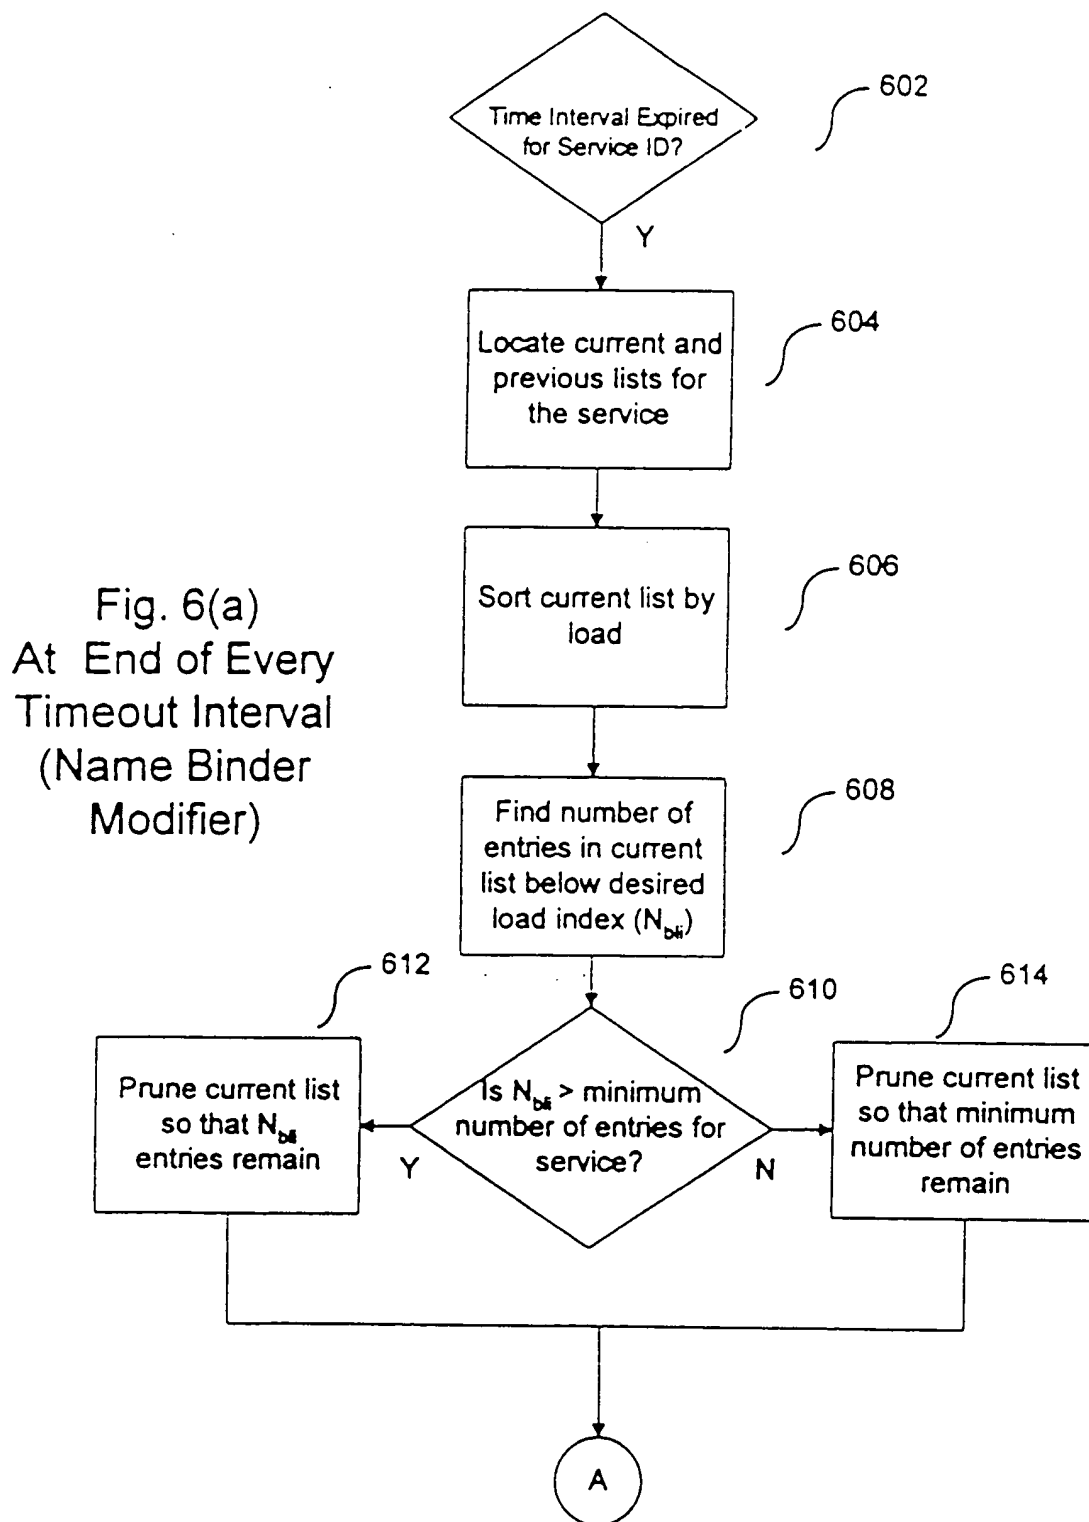 Time Interval Expired
for Service ID?
602
Y
Locate current and
previous lists for
the service
604
Sort current list by
load
606
Fig. 6(a)
At End of Every
Timeout Interval
(Name Binder
Modifier)
Find number of
entries in current
list below desired
load index (N_bli)
608
612
610
614
Prune current list
so that N_bli
entries remain
Is N_bli > minimum
number of entries for
service?
Y
N
Prune current list
so that minimum
number of entries
remain
A